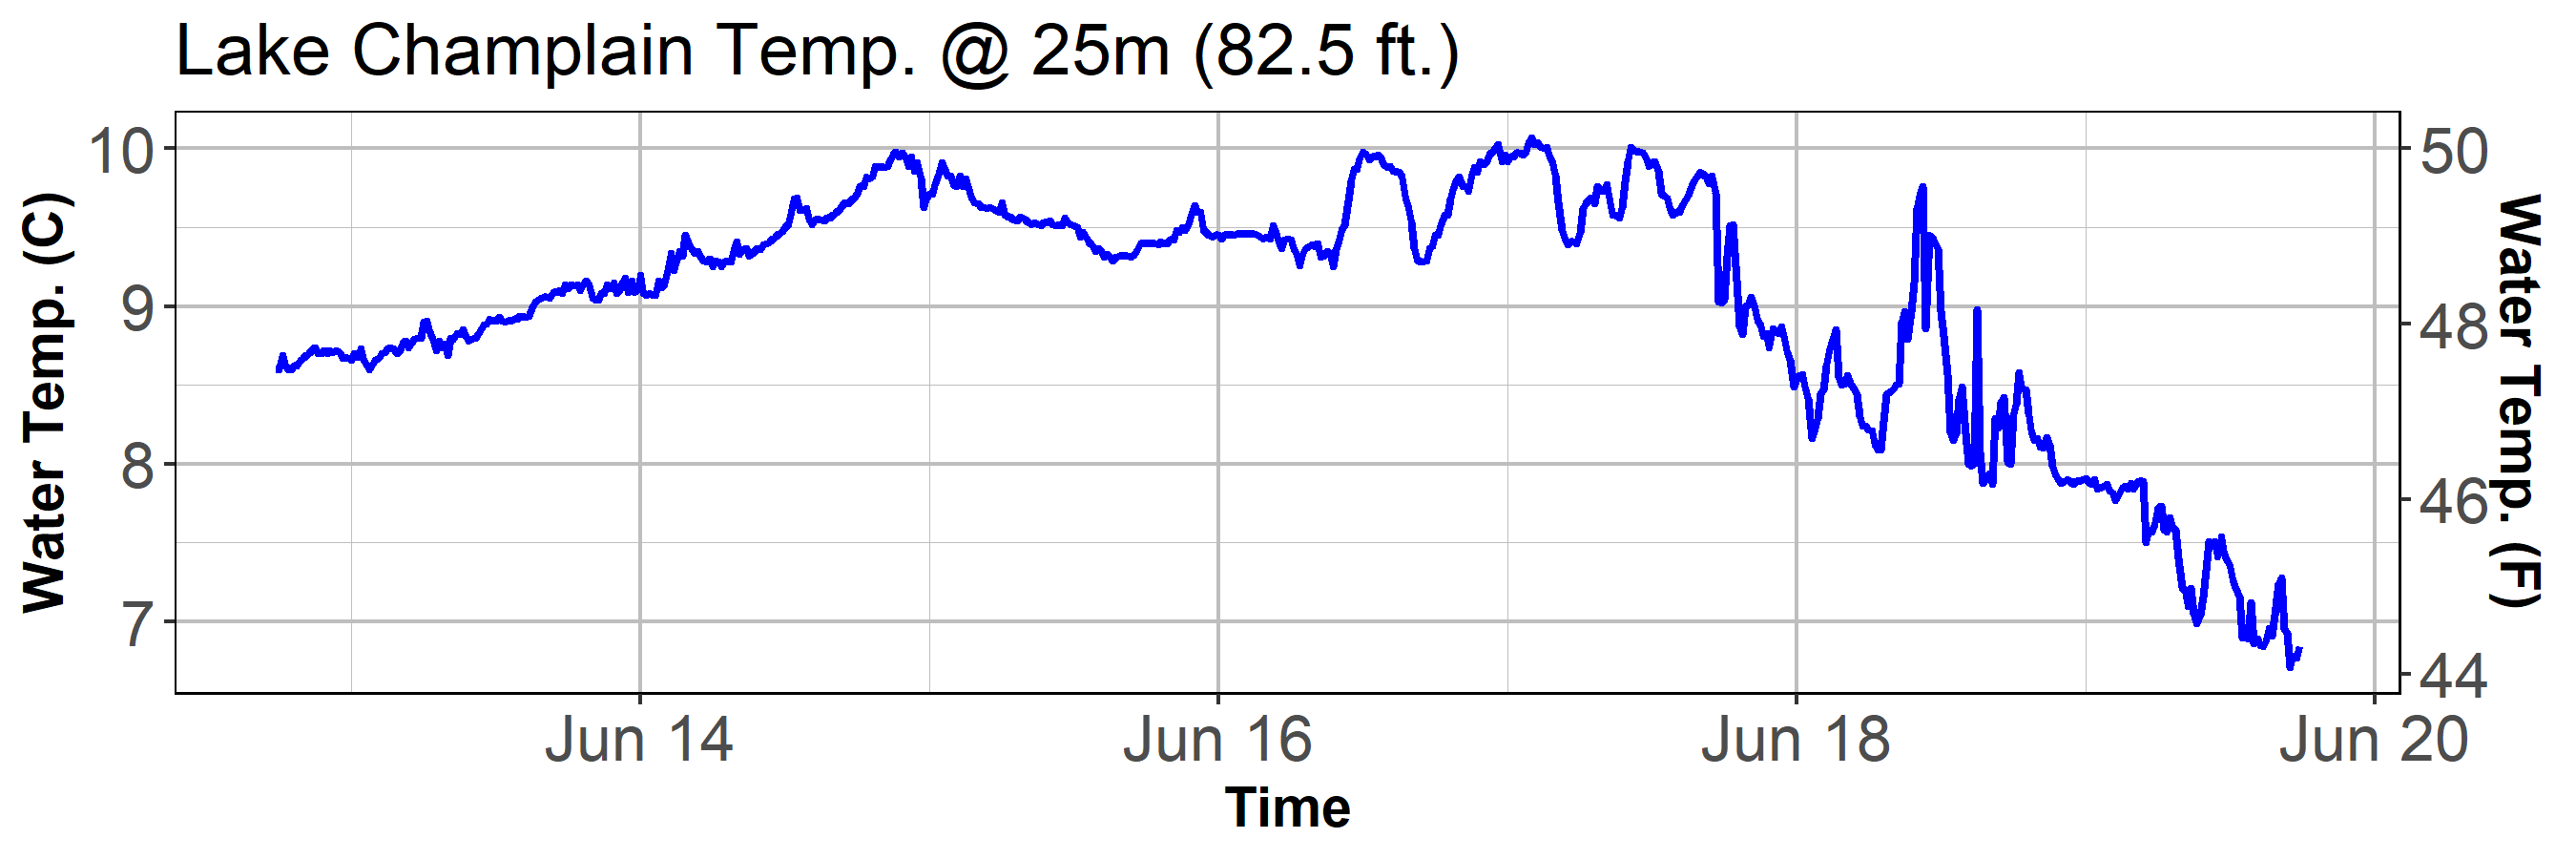 Lake Champlain Temp. @ 25m (82.5 ft.)
Water Temp. (C)
10
9
8
7
50
48
46
44
Water Temp. (F)
Jun 14 Jun 16 Jun 18 Jun 20
Time